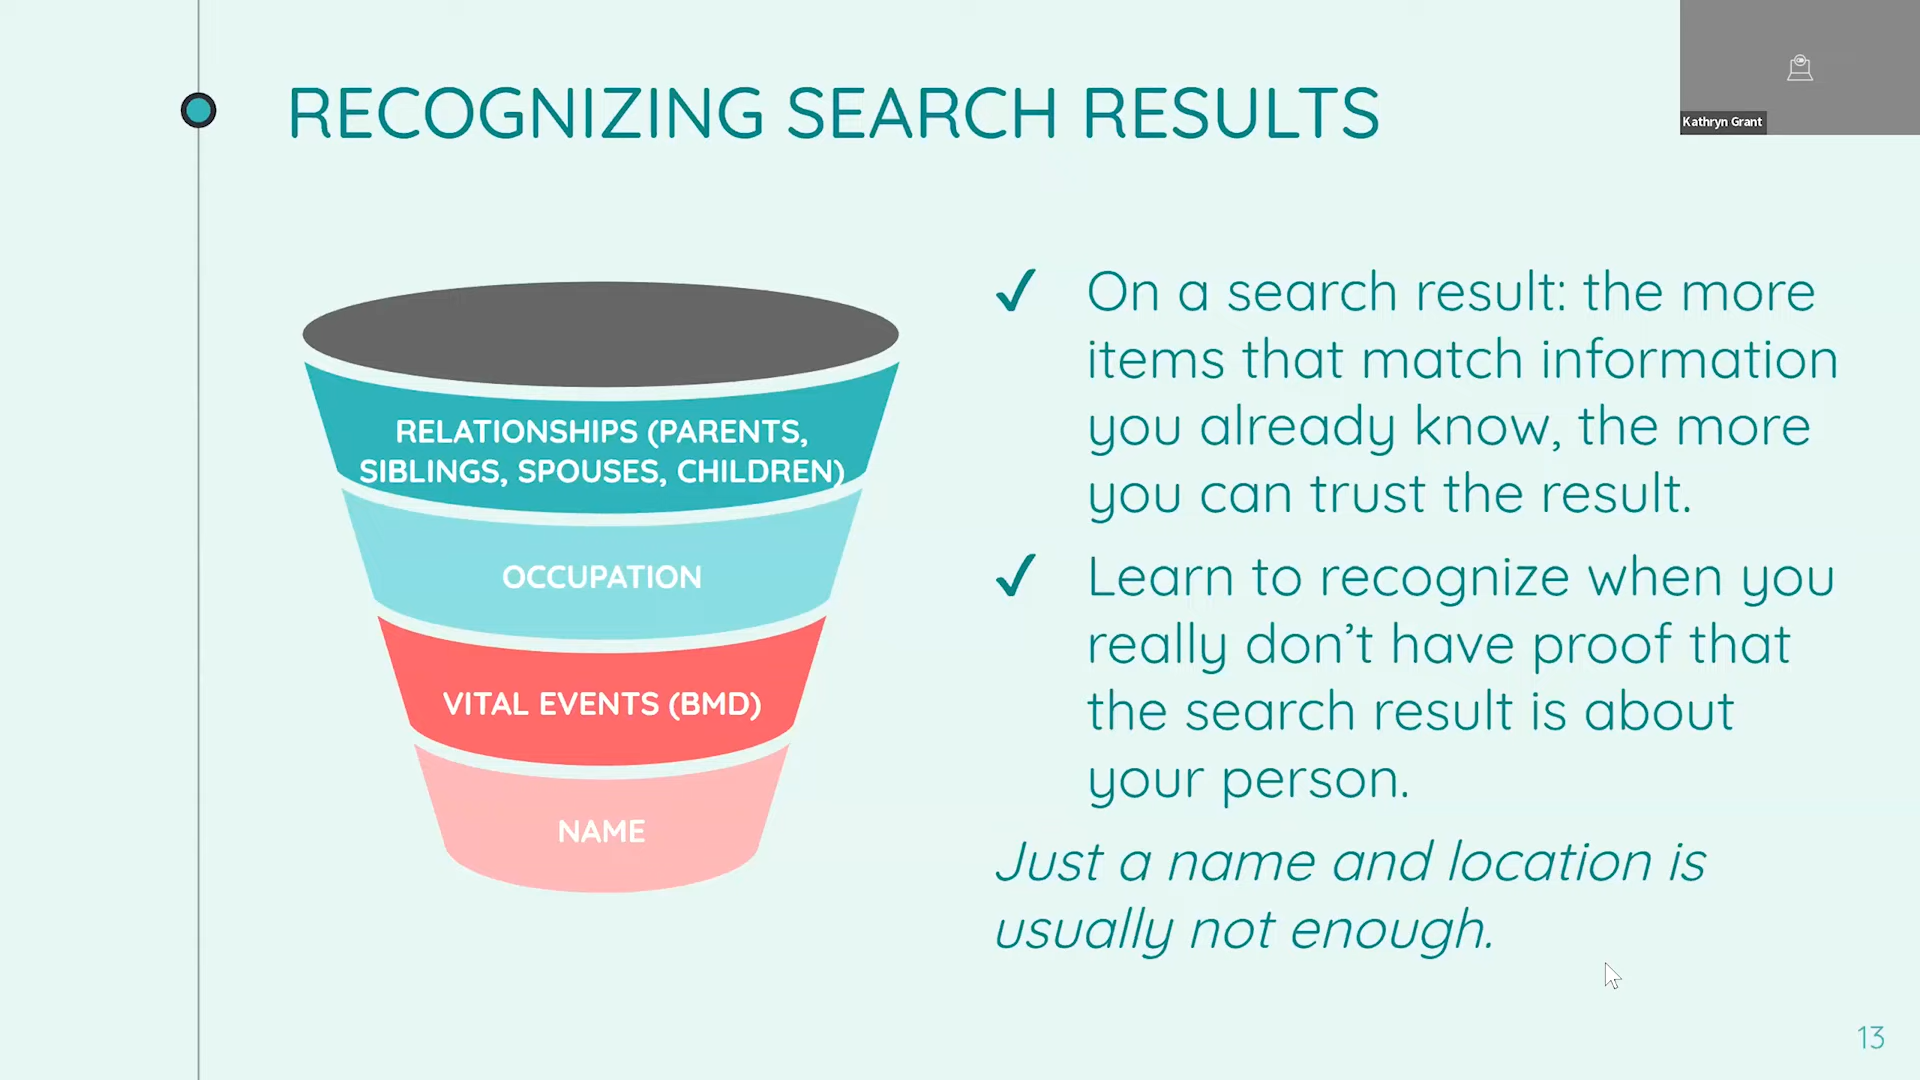 RECOGNIZING SEARCH RESULTS
Kathryn Grant
RELATIONSHIPS (PARENTS,
SIBLINGS, SPOUSES, CHILDREN)
OCCUPATION
VITAL EVENTS (BMD)
NAME
✓ On a search result: the more
items that match information
you already know, the more
you can trust the result.
✓ Learn to recognize when you
really don’t have proof that
the search result is about
your person.
Just a name and location is
usually not enough.
13